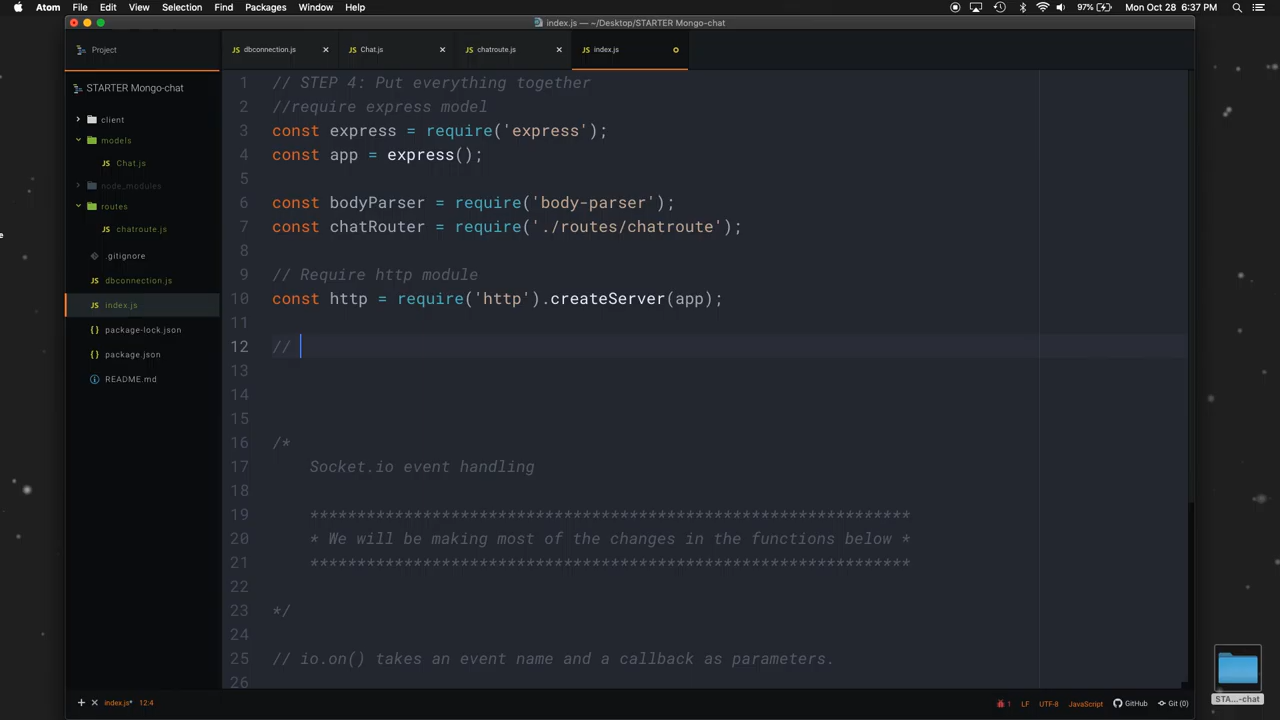 Atom File Edit View Selection Find Packages Window Help 97% Mon Oct 28 6:37 PM
index.js — ~/Desktop/STARTER Mongo-chat
Project
dbconnection.js Chat.js chatroute.js index.js
STARTER Mongo-chat
client
models
Chat.js
node_modules
routes
chatroute.js
.gitignore
dbconnection.js
index.js
package-lock.json
package.json
README.md
1 // STEP 4: Put everything together
2 //require express model
3 const express = require('express');
4 const app = express();
5
6 const bodyParser = require('body-parser');
7 const chatRouter = require('./routes/chatroute');
8
9 // Require http module
10 const http = require('http').createServer(app);
11
12 //
13
14
15
16 /*
17 Socket.io event handling
18
19 **************************************************************
20 * We will be making most of the changes in the functions below *
21 **************************************************************
22
23 */
24
25 // io.on() takes an event name and a callback as parameters.
26
index.js* 12:4
1 LF UTF-8 JavaScript GitHub Git (0)
STA...-chat